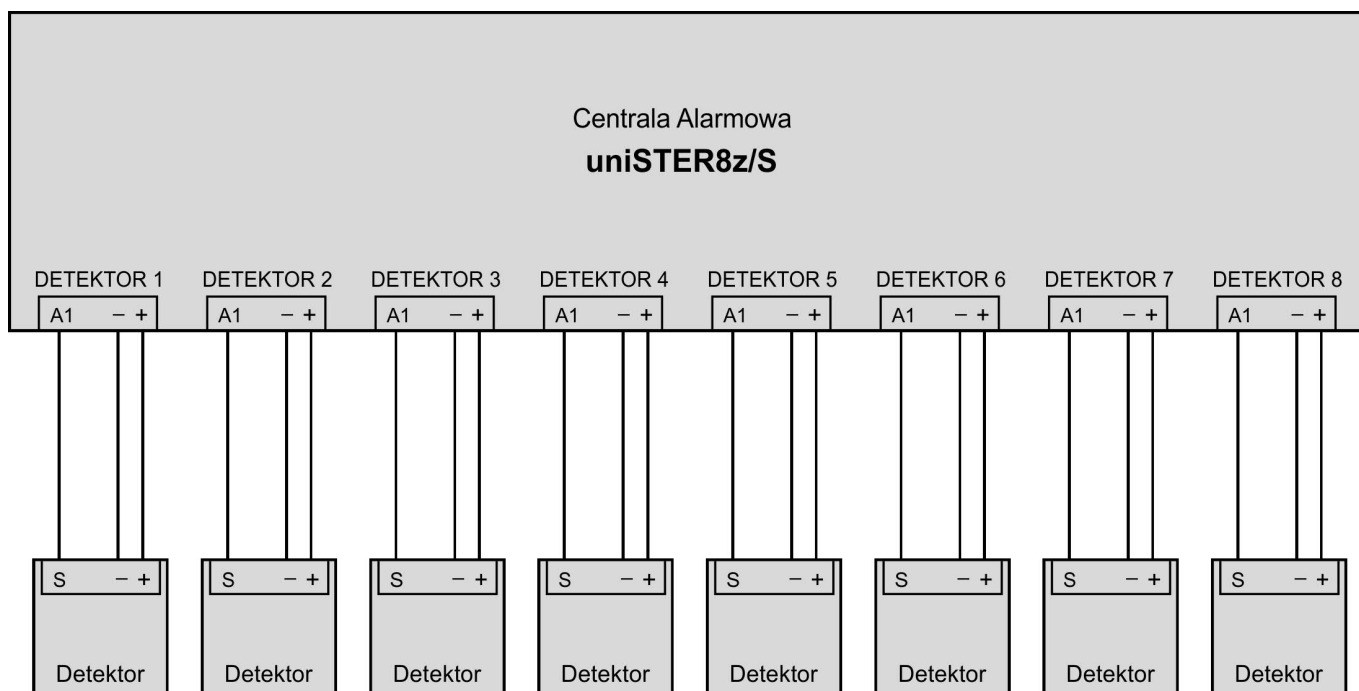 Centrala Alarmowa
uniSTER8z/S
DETEKTOR 1 DETEKTOR 2 DETEKTOR 3 DETEKTOR 4 DETEKTOR 5 DETEKTOR 6 DETEKTOR 7 DETEKTOR 8
A1 – + A1 – + A1 – + A1 – + A1 – + A1 – + A1 – + A1 – +
S – + S – + S – + S – + S – + S – + S – + S – +
Detektor Detektor Detektor Detektor Detektor Detektor Detektor Detektor